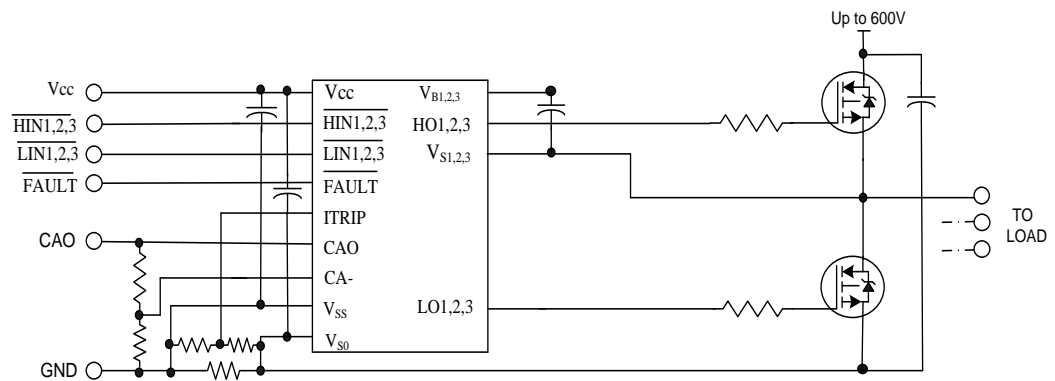 Up to 600V
Vcc
HIN1,2,3
LIN1,2,3
FAULT
CAO
GND
Vcc
HIN1,2,3
LIN1,2,3
FAULT
ITRIP
CAO
CA-
VSS
VS0
VB1,2,3
HO1,2,3
VS1,2,3
LO1,2,3
TO
LOAD